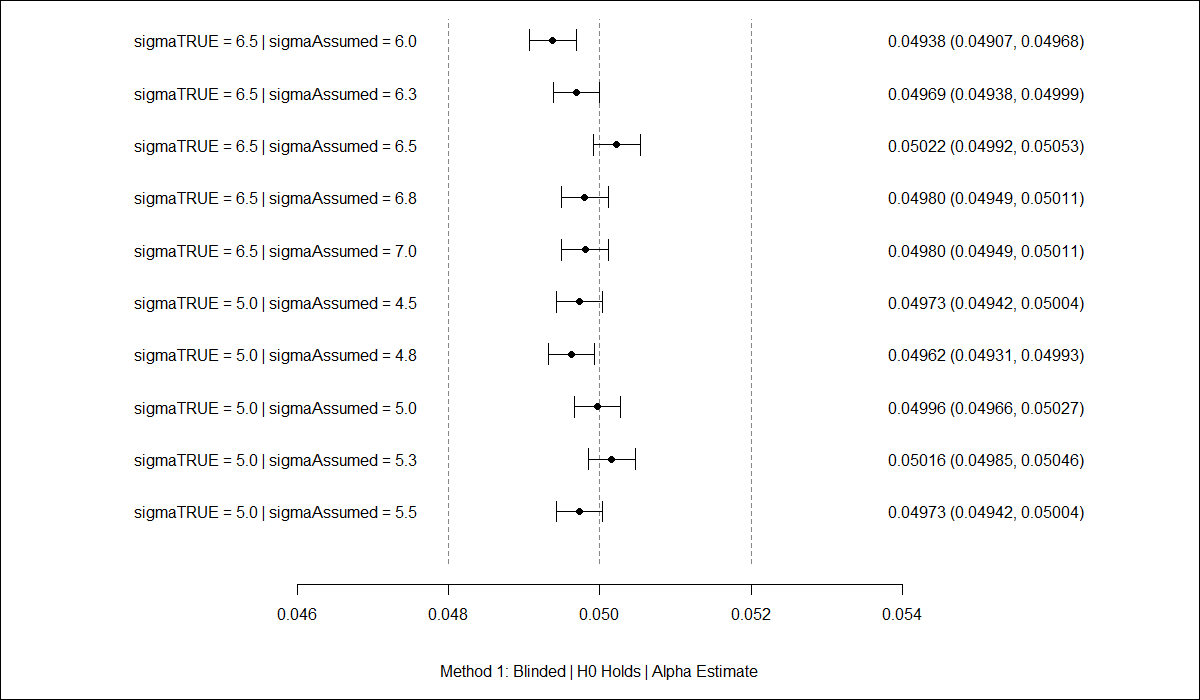 sigmaTRUE = 6.5 | sigmaAssumed = 6.0 0.04938 (0.04907, 0.04968)
sigmaTRUE = 6.5 | sigmaAssumed = 6.3 0.04969 (0.04938, 0.04999)
sigmaTRUE = 6.5 | sigmaAssumed = 6.5 0.05022 (0.04992, 0.05053)
sigmaTRUE = 6.5 | sigmaAssumed = 6.8 0.04980 (0.04949, 0.05011)
sigmaTRUE = 6.5 | sigmaAssumed = 7.0 0.04980 (0.04949, 0.05011)
sigmaTRUE = 5.0 | sigmaAssumed = 4.5 0.04973 (0.04942, 0.05004)
sigmaTRUE = 5.0 | sigmaAssumed = 4.8 0.04962 (0.04931, 0.04993)
sigmaTRUE = 5.0 | sigmaAssumed = 5.0 0.04996 (0.04966, 0.05027)
sigmaTRUE = 5.0 | sigmaAssumed = 5.3 0.05016 (0.04985, 0.05046)
sigmaTRUE = 5.0 | sigmaAssumed = 5.5 0.04973 (0.04942, 0.05004)
0.046 0.048 0.050 0.052 0.054
Method 1: Blinded | H0 Holds | Alpha Estimate